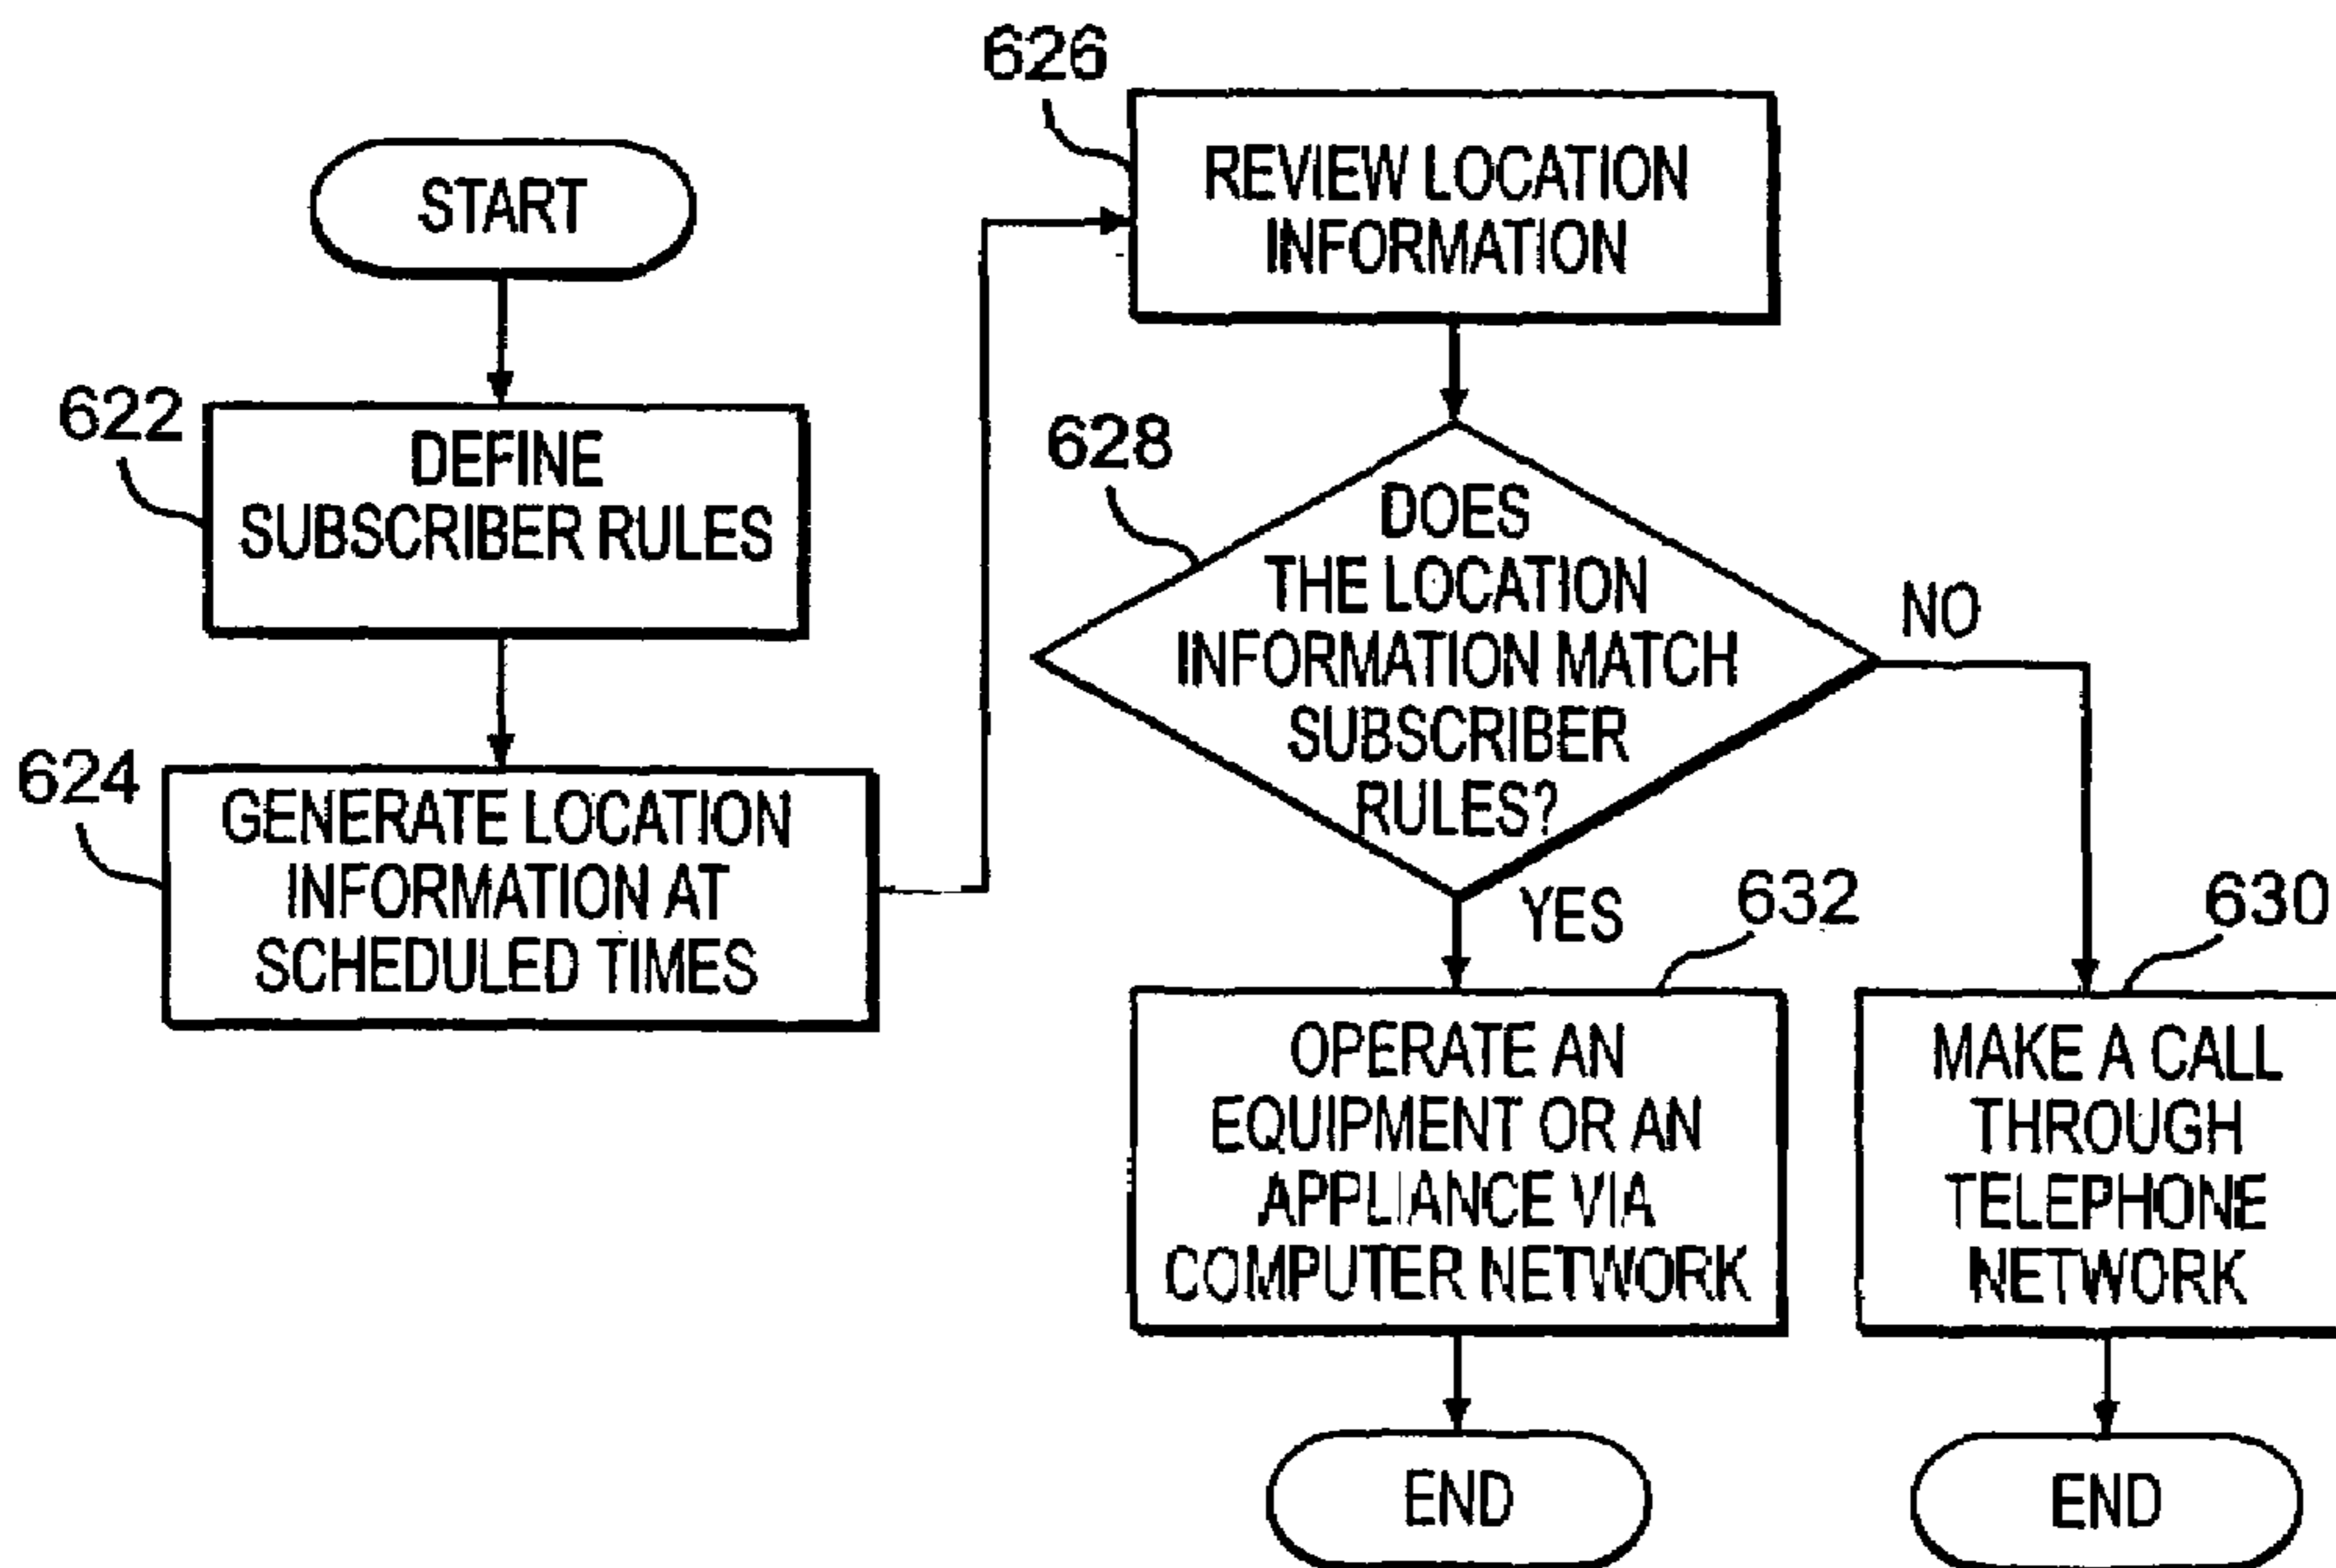 START
622
DEFINE
SUBSCRIBER RULES
624
GENERATE LOCATION
INFORMATION AT
SCHEDULED TIMES
626
REVIEW LOCATION
INFORMATION
628
DOES
THE LOCATION
INFORMATION MATCH
SUBSCRIBER
RULES?
NO
YES
632
OPERATE AN
EQUIPMENT OR AN
APPLIANCE VIA
COMPUTER NETWORK
END
630
MAKE A CALL
THROUGH
TELEPHONE
NETWORK
END